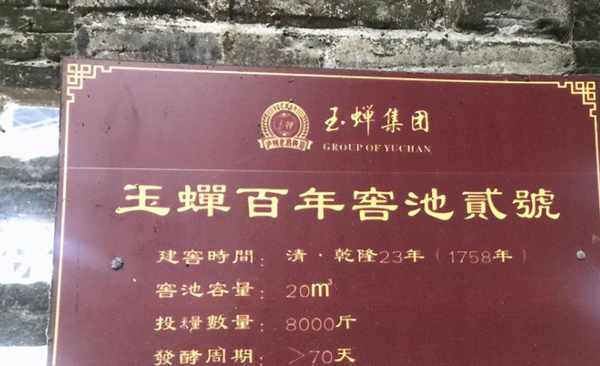 玉蝉集团
GROUP OF YUCHAN
玉蟬百年窖池貳號
建窖時間：清·乾隆23年（1758年）
窖池容量：20m³
投糧數量：8000斤
發酵周期：>70天